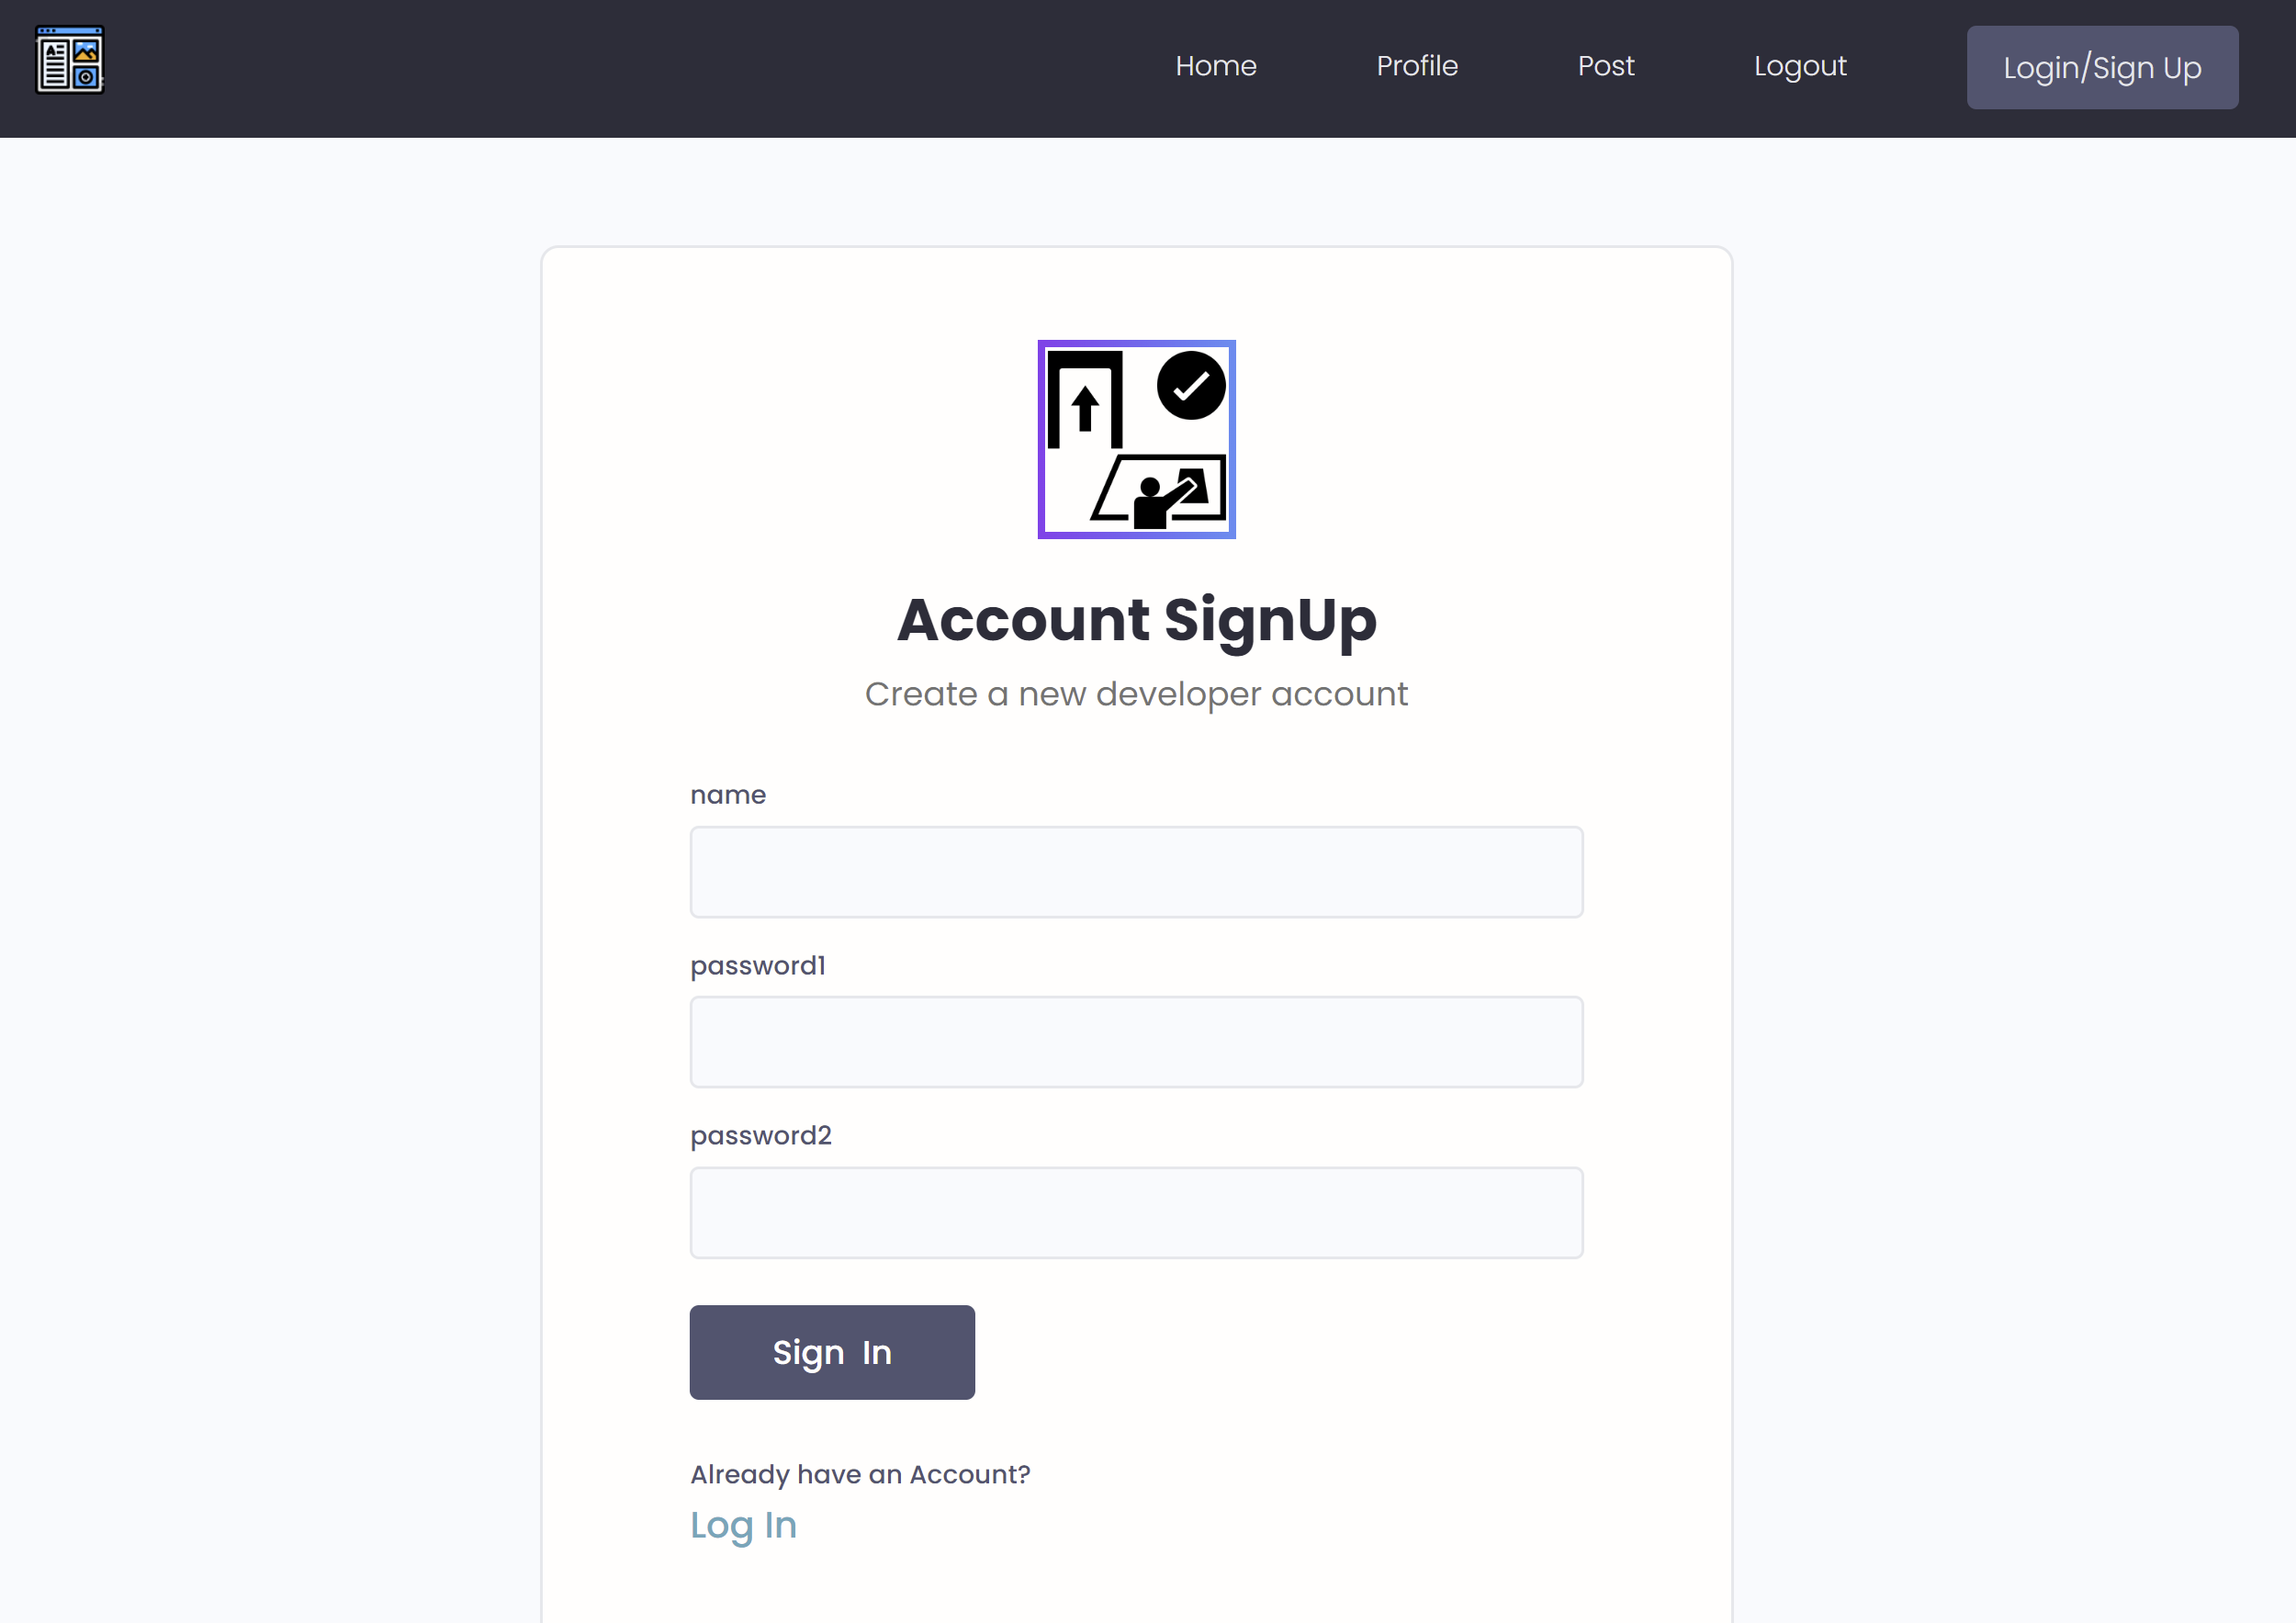 Home Profile Post Logout Login/Sign Up
Account SignUp
Create a new developer account
name
password1
password2
Sign In
Already have an Account?
Log In